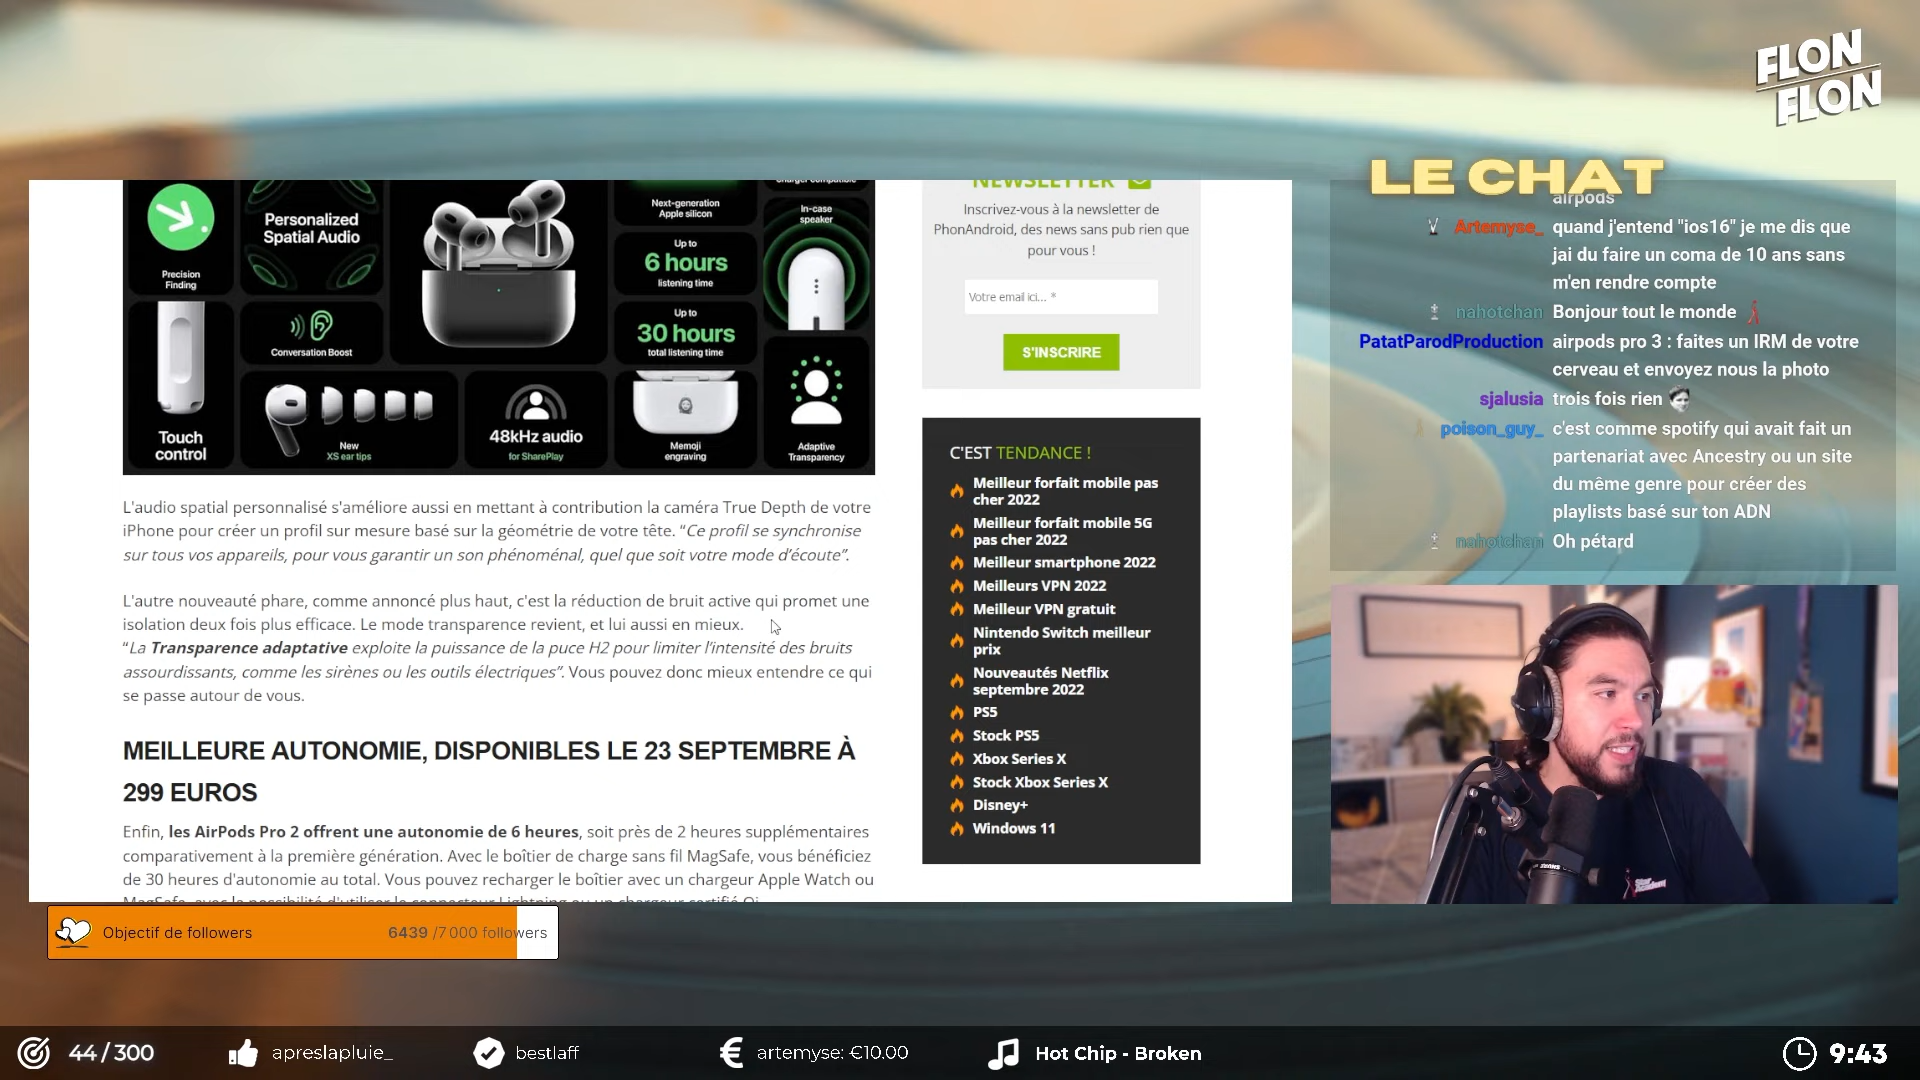 FLON
FLON
LE CHAT
airpods
Artemyse_ quand j'entend "ios16" je me dis que
jai du faire un coma de 10 ans sans
m'en rendre compte
nahotchan Bonjour tout le monde
PatatParodProduction airpods pro 3 : faites un IRM de votre
cerveau et envoyez nous la photo
sjalusia trois fois rien
poison_guy_ c'est comme spotify qui avait fait un
partenariat avec Ancestry ou un site
du même genre pour créer des
playlists basé sur ton ADN
nahotchan Oh pétard
Precision
Finding
Personalized
Spatial Audio
Next-generation
Apple silicon
Charger compatible
In-case
speaker
Up to
6 hours
listening time
Conversation Boost
Up to
30 hours
total listening time
Touch
control
New
XS ear tips
48kHz audio
for SharePlay
Memoji
engraving
Adaptive
Transparency
L'audio spatial personnalisé s'améliore aussi en mettant à contribution la caméra True Depth de votre
iPhone pour créer un profil sur mesure basé sur la géométrie de votre tête. “Ce profil se synchronise
sur tous vos appareils, pour vous garantir un son phénoménal, quel que soit votre mode d’écoute”.
L'autre nouveauté phare, comme annoncé plus haut, c'est la réduction de bruit active qui promet une
isolation deux fois plus efficace. Le mode transparence revient, et lui aussi en mieux.
“La Transparence adaptative exploite la puissance de la puce H2 pour limiter l’intensité des bruits
assourdissants, comme les sirènes ou les outils électriques”. Vous pouvez donc mieux entendre ce qui
se passe autour de vous.
MEILLEURE AUTONOMIE, DISPONIBLES LE 23 SEPTEMBRE À
299 EUROS
Enfin, les AirPods Pro 2 offrent une autonomie de 6 heures, soit près de 2 heures supplémentaires
comparativement à la première génération. Avec le boîtier de charge sans fil MagSafe, vous bénéficiez
de 30 heures d'autonomie au total. Vous pouvez recharger le boîtier avec un chargeur Apple Watch ou
MagSafe, avec la possibilité d'utiliser le connecteur Lightning ou un chargeur certifié Qi.
NEWSLETTER
Inscrivez-vous à la newsletter de
PhonAndroid, des news sans pub rien que
pour vous !
Votre email ici... *
S'INSCRIRE
C'EST TENDANCE !
Meilleur forfait mobile pas
cher 2022
Meilleur forfait mobile 5G
pas cher 2022
Meilleur smartphone 2022
Meilleurs VPN 2022
Meilleur VPN gratuit
Nintendo Switch meilleur
prix
Nouveautés Netflix
septembre 2022
PS5
Stock PS5
Xbox Series X
Stock Xbox Series X
Disney+
Windows 11
Objectif de followers 6439 /7 000 followers
44 / 300
apreslapluie_
bestlaff
artemyse: €10.00
Hot Chip - Broken
9:43